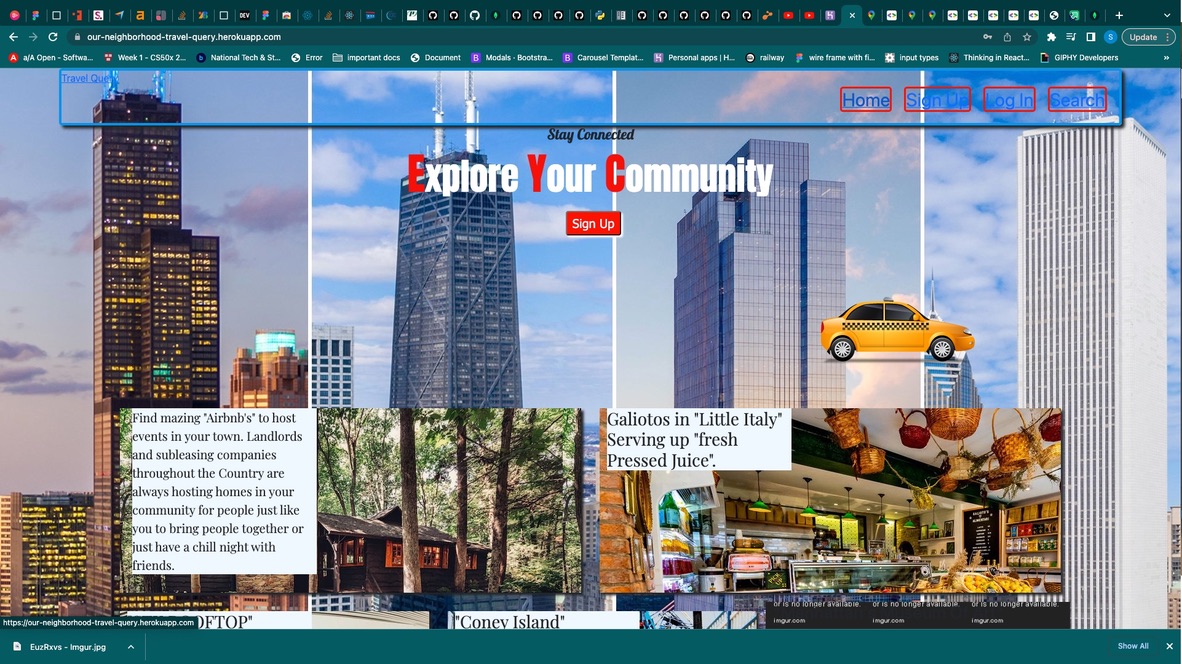 our-neighborhood-travel-query.herokuapp.com
Update
a/A Open - Softwa...
Week 1 - CS50x 2...
National Tech & St...
Error
important docs
Document
Modals · Bootstra...
Carousel Templat...
Personal apps | H...
railway
wire frame with fi...
input types
Thinking in React...
GIPHY Developers
»
Travel Query
Home
Sign Up
Log In
Search
Stay Connected
Explore Your Community
Sign Up
Find mazing "Airbnb's" to host
events in your town. Landlords
and subleasing companies
throughout the Country are
always hosting homes in your
community for people just like
you to bring people together or
just have a chill night with
friends.
Galiotos in "Little Italy"
Serving up "fresh
Pressed Juice".
"Coney Island"
or is no longer available.
or is no longer available.
or is no longer available.
imgur.com
imgur.com
imgur.com
https://our-neighborhood-travel-query.herokuapp.com
EuzRxvs - Imgur.jpg
Show All